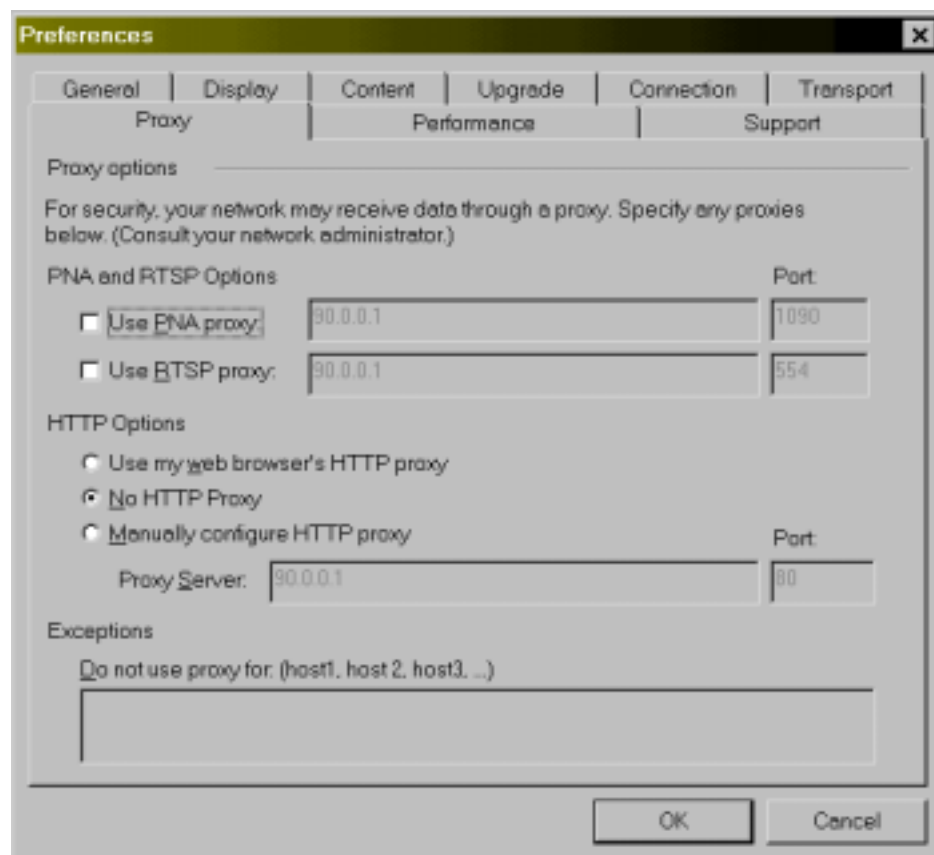 Preferences
General Display Content Upgrade Connection Transport
Proxy Performance Support
Proxy options
For security, your network may receive data through a proxy. Specify any proxies
below. (Consult your network administrator.)
PNA and RTSP Options Port:
Use PNA proxy: 90.0.0.1 1090
Use RTSP proxy: 90.0.0.1 554
HTTP Options
Use my web browser's HTTP proxy
No HTTP Proxy
Manually configure HTTP proxy Port:
Proxy Server: 90.0.0.1 80
Exceptions
Do not use proxy for: (host1, host 2, host3, ...)
OK Cancel